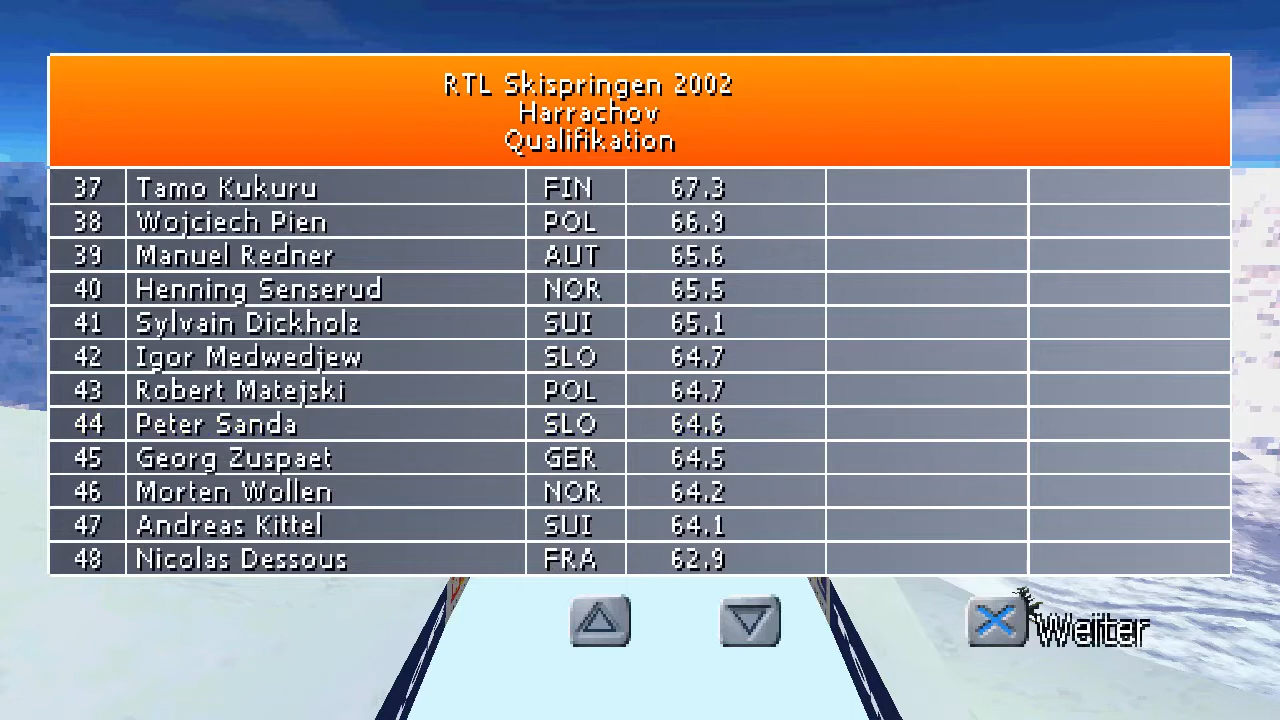 RTL Skispringen 2002
Harrachov
Qualifikation
37 Tamo Kukuru FIN 67.3
38 Wojciech Pien POL 66.9
39 Manuel Redner AUT 65.6
40 Henning Senserud NOR 65.5
41 Sylvain Dickholz SUI 65.1
42 Igor Medwedjew SLO 64.7
43 Robert Matejski POL 64.7
44 Peter Sanda SLO 64.6
45 Georg Zuspaet GER 64.5
46 Morten Wollen NOR 64.2
47 Andreas Kittel SUI 64.1
48 Nicolas Dessous FRA 62.9
Weiter